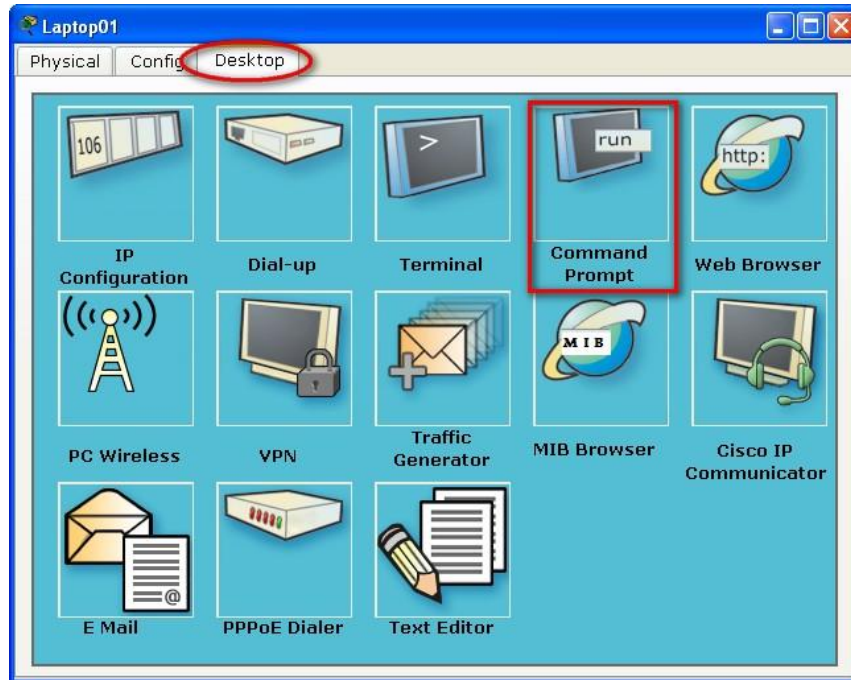 Laptop01
Physical
Config
Desktop
106
>
run
http:
IP
Configuration
Dial-up
Terminal
Command
Prompt
Web Browser
MIB
PC Wireless
VPN
Traffic
Generator
MIB Browser
Cisco IP
Communicator
@
E Mail
PPPoE Dialer
Text Editor